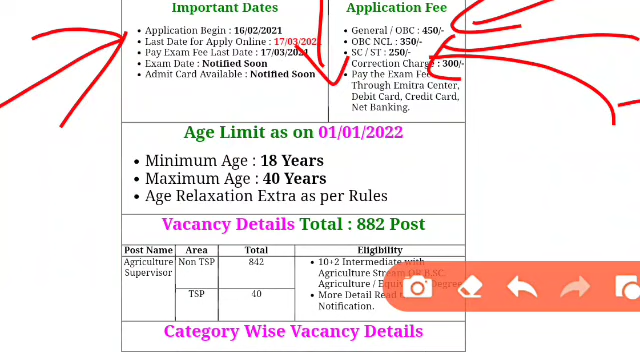 Important Dates
Application Fee
Application Begin : 16/02/2021
Last Date for Apply Online : 17/03/2021
Pay Exam Fee Last Date : 17/03/2021
Exam Date : Notified Soon
Admit Card Available : Notified Soon
General / OBC : 450/-
OBC NCL : 350/-
SC / ST : 250/-
Correction Charge : 300/-
Pay the Exam Fee
Through Emitra Center,
Debit Card, Credit Card,
Net Banking.
Age Limit as on 01/01/2022
Minimum Age : 18 Years
Maximum Age : 40 Years
Age Relaxation Extra as per Rules
Vacancy Details Total : 882 Post
Post Name Area Total Eligibility
Agriculture Supervisor
Non TSP 842
TSP 40
10+2 Intermediate with
Agriculture Stream OR B.SC
Agriculture / Degree
More Detail Read
Notification.
Category Wise Vacancy Details